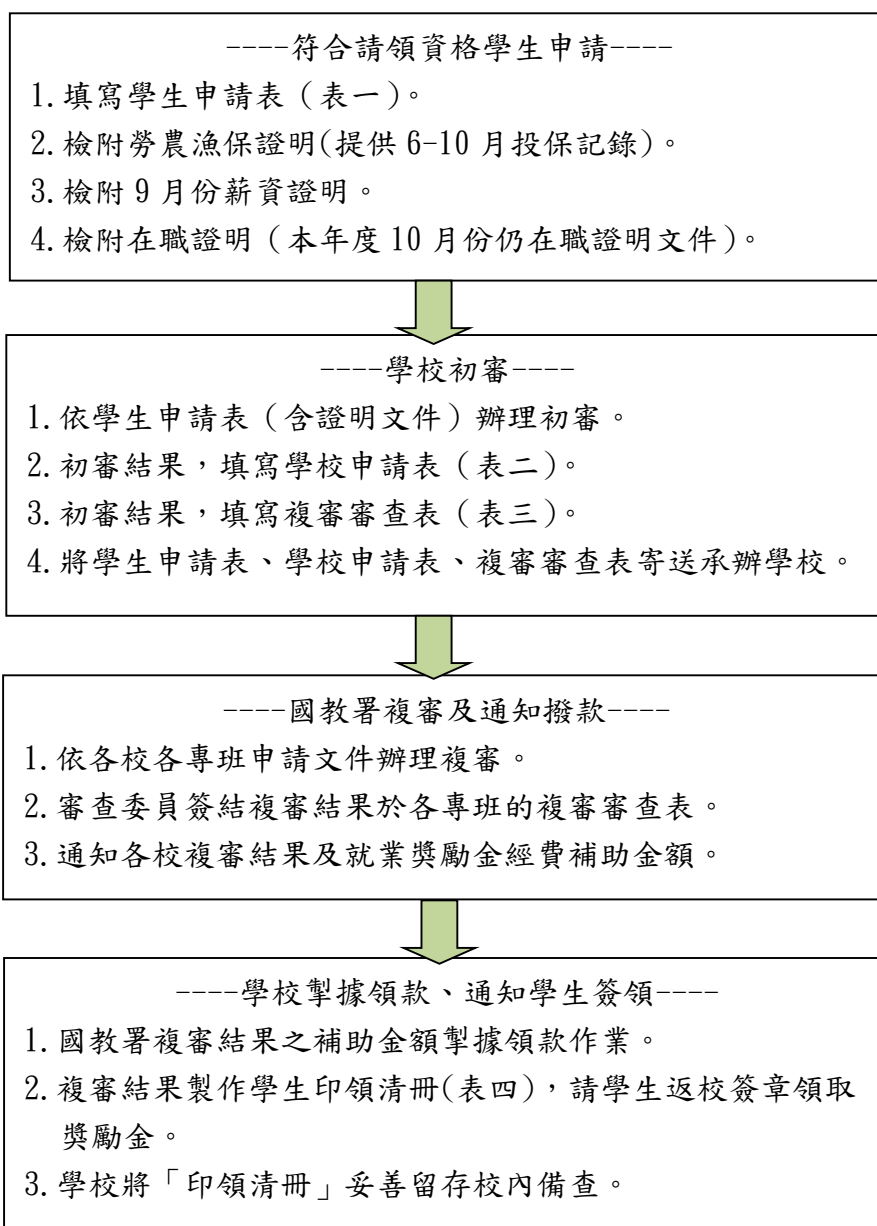 ----符合請領資格學生申請----
1.填寫學生申請表（表一）。
2.檢附勞農漁保證明(提供 6-10 月投保記錄)。
3.檢附 9 月份薪資證明。
4.檢附在職證明（本年度 10 月份仍在職證明文件）。
----學校初審----
1.依學生申請表（含證明文件）辦理初審。
2.初審結果，填寫學校申請表（表二）。
3.初審結果，填寫複審審查表（表三）。
4.將學生申請表、學校申請表、複審審查表寄送承辦學校。
----國教署複審及通知撥款----
1.依各校各專班申請文件辦理複審。
2.審查委員簽結複審結果於各專班的複審審查表。
3.通知各校複審結果及就業獎勵金經費補助金額。
----學校掣據領款、通知學生簽領----
1.國教署複審結果之補助金額掣據領款作業。
2.複審結果製作學生印領清冊(表四)，請學生返校簽章領取
獎勵金。
3.學校將「印領清冊」妥善留存校內備查。